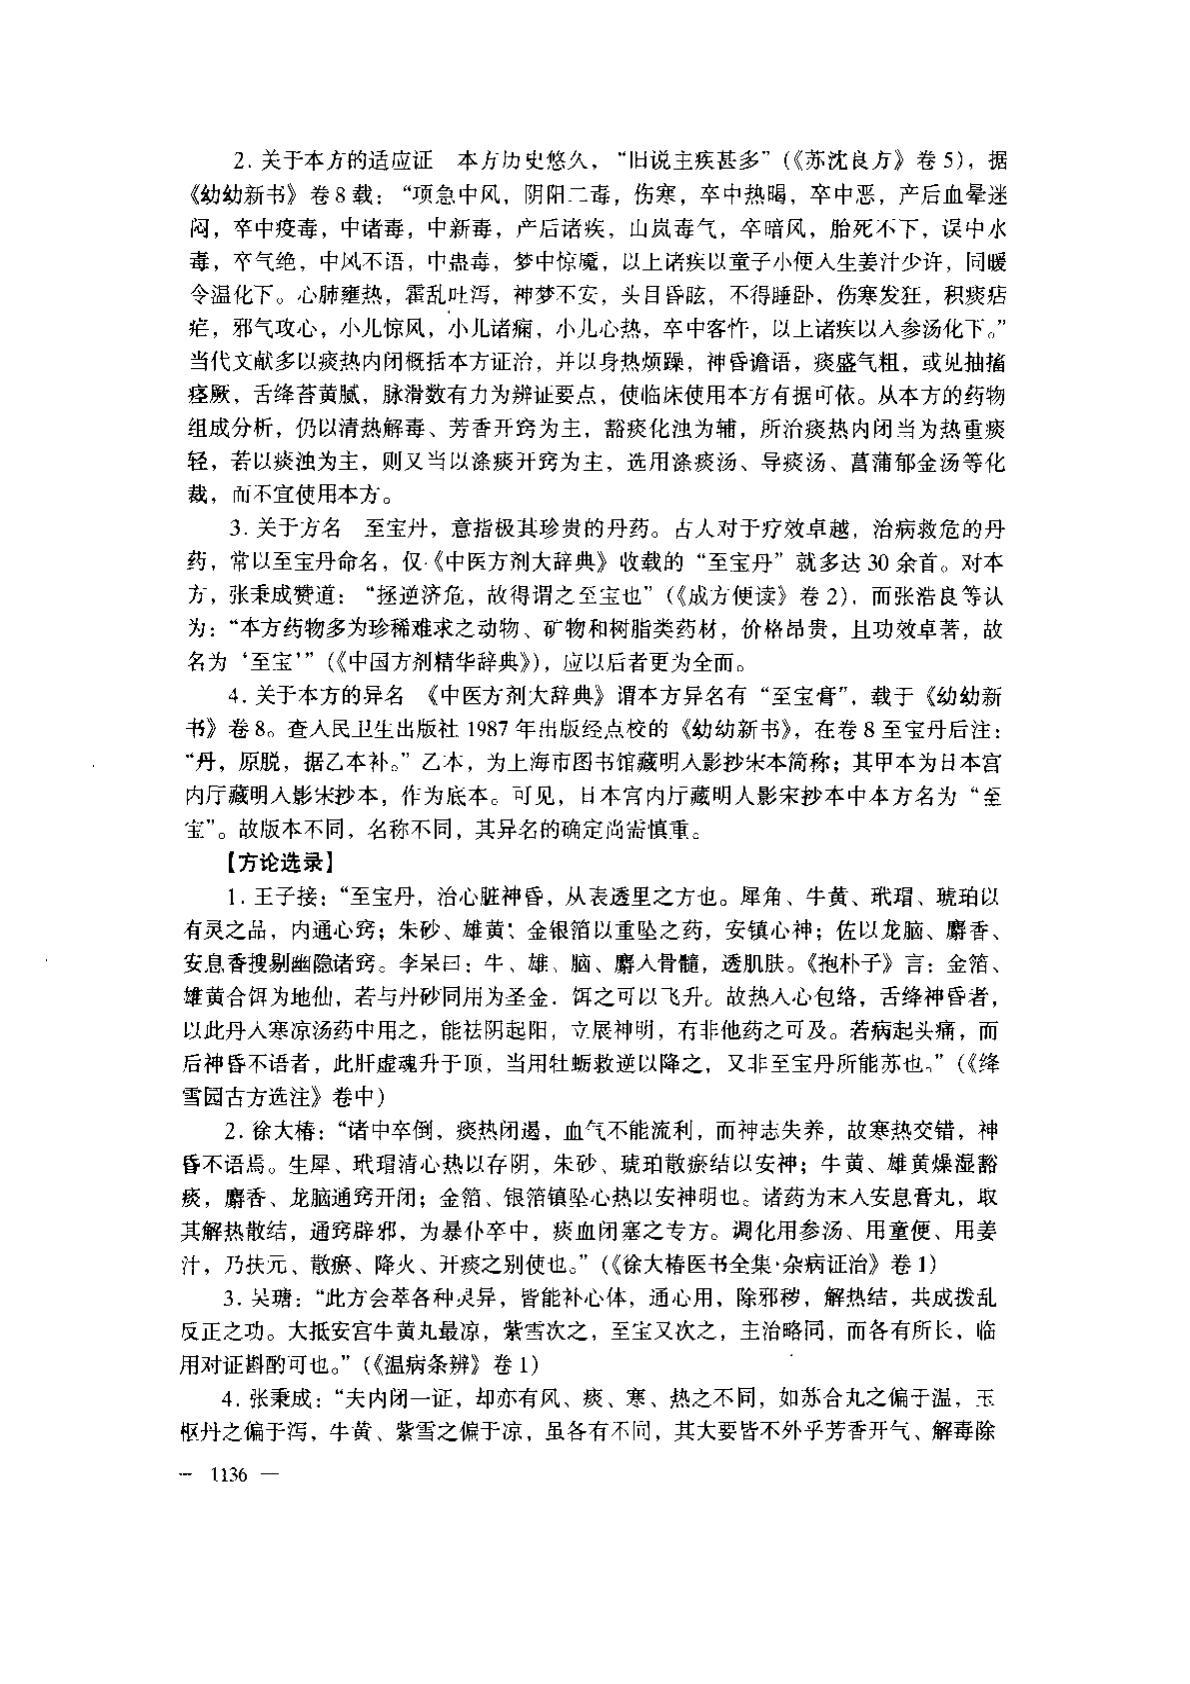 2. 关于本方的适应证　本方历史悠久，“旧说主疾甚多”（《苏沈良方》卷 5），据
《幼幼新书》卷 8 载：“项急中风，阴阳二毒，伤寒，卒中热暍，卒中恶，产后血晕迷
闷，卒中疫毒，中诸毒，中新毒，产后诸疾，山岚毒气，卒暗风，胎死不下，误中水
毒，卒气绝，中风不语，中蛊毒，梦中惊魇，以上诸疾以童子小便入生姜汁少许，同暖
令温化下。心肺壅热，霍乱吐泻，神梦不安，头目昏眩，不得睡卧，伤寒发狂，积痰痁
疟，邪气攻心，小儿惊风，小儿诸痫，小儿心热，卒中客忤，以上诸疾以人参汤化下。”
当代文献多以痰热内闭概括本方证治，并以身热烦躁，神昏谵语，痰盛气粗，或见抽搐
痉厥，舌绛苔黄腻，脉滑数有力为辨证要点，使临床使用本方有据可依。从本方的药物
组成分析，仍以清热解毒、芳香开窍为主，豁痰化浊为辅，所治痰热内闭当为热重痰
轻，若以痰浊为主，则又当以涤痰开窍为主，选用涤痰汤、导痰汤、菖蒲郁金汤等化
裁，而不宜使用本方。
3. 关于方名　至宝丹，意指极其珍贵的丹药。古人对于疗效卓越，治病救危的丹
药，常以至宝丹命名，仅《中医方剂大辞典》收载的“至宝丹”就多达 30 余首。对本
方，张秉成赞道：“拯逆济危，故得谓之至宝也”（《成方便读》卷 2），而张浩良等认
为：“本方药物多为珍稀难求之动物、矿物和树脂类药材，价格昂贵，且功效卓著，故
名为‘至宝’”（《中国方剂精华辞典》），应以后者更为全面。
4. 关于本方的异名　《中医方剂大辞典》谓本方异名有“至宝膏”，载于《幼幼新
书》卷 8。查人民卫生出版社 1987 年出版经点校的《幼幼新书》，在卷 8 至宝丹后注：
“丹，原脱，据乙本补。”乙本，为上海市图书馆藏明人影抄宋本简称；其甲本为日本宫
内厅藏明人影宋抄本，作为底本。可见，日本宫内厅藏明人影宋抄本中本方名为“至
宝”。故版本不同，名称不同，其异名的确定尚需慎重。
【方论选录】
1. 王子接：“至宝丹，治心脏神昏，从表透里之方也。犀角、牛黄、玳瑁、琥珀以
有灵之品，内通心窍；朱砂、雄黄、金银箔以重坠之药，安镇心神；佐以龙脑、麝香、
安息香搜剔幽隐诸窍。李杲曰：牛、雄、脑、麝入骨髓，透肌肤。《抱朴子》言：金箔、
雄黄合饵为地仙，若与丹砂同用为圣金，饵之可以飞升。故热入心包络，舌绛神昏者，
以此丹入寒凉汤药中用之，能祛阴起阳，立展神明，有非他药之可及。若病起头痛，而
后神昏不语者，此肝虚魂升于顶，当用牡蛎救逆以降之，又非至宝丹所能苏也。”（《绛
雪园古方选注》卷中）
2. 徐大椿：“诸中卒倒，痰热闭遏，血气不能流利，而神志失养，故寒热交错，神
昏不语焉。生犀、玳瑁清心热以存阴，朱砂、琥珀散瘀结以安神；牛黄、雄黄燥湿豁
痰，麝香、龙脑通窍开闭；金箔、银箔镇坠心热以安神明也。诸药为末入安息膏丸，取
其解热散结，通窍辟邪，为暴仆卒中，痰血闭塞之专方。调化用参汤、用童便、用姜
汁，乃扶元、散瘀、降火、开痰之别使也。”（《徐大椿医书全集·杂病证治》卷 1）
3. 吴瑭：“此方会萃各种灵异，皆能补心体，通心用，除邪秽，解热结，共成拨乱
反正之功。大抵安宫牛黄丸最凉，紫雪次之，至宝又次之，主治略同，而各有所长，临
用对证斟酌可也。”（《温病条辨》卷 1）
4. 张秉成：“夫内闭一证，却亦有风、痰、寒、热之不同，如苏合丸之偏于温，玉
枢丹之偏于泻，牛黄、紫雪之偏于凉，虽各有不同，其大要皆不外乎芳香开气、解毒除
— 1136 —